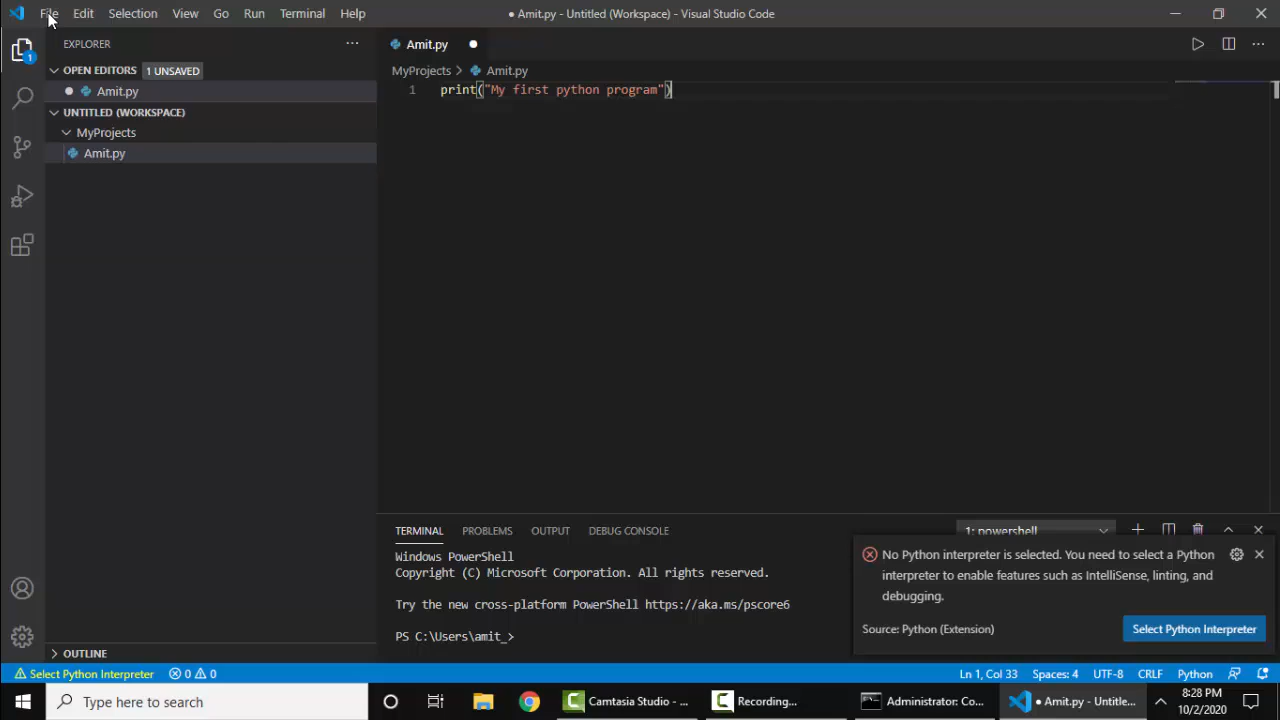 File Edit Selection View Go Run Terminal Help
● Amit.py - Untitled (Workspace) - Visual Studio Code
1
EXPLORER ...
OPEN EDITORS 1 UNSAVED
● Amit.py
UNTITLED (WORKSPACE)
MyProjects
Amit.py
OUTLINE
Amit.py ●
MyProjects > Amit.py
1 print("My first python program")
TERMINAL PROBLEMS OUTPUT DEBUG CONSOLE 1: powershell
Windows PowerShell
Copyright (C) Microsoft Corporation. All rights reserved.
Try the new cross-platform PowerShell https://aka.ms/pscore6
PS C:\Users\amit_>
No Python interpreter is selected. You need to select a Python
interpreter to enable features such as IntelliSense, linting, and
debugging.
Source: Python (Extension) Select Python Interpreter
Select Python Interpreter 0 0 Ln 1, Col 33 Spaces: 4 UTF-8 CRLF Python
Type here to search Camtasia Studio - ... Recording... Administrator: Co... ● Amit.py - Untitle... 8:28 PM
10/2/2020